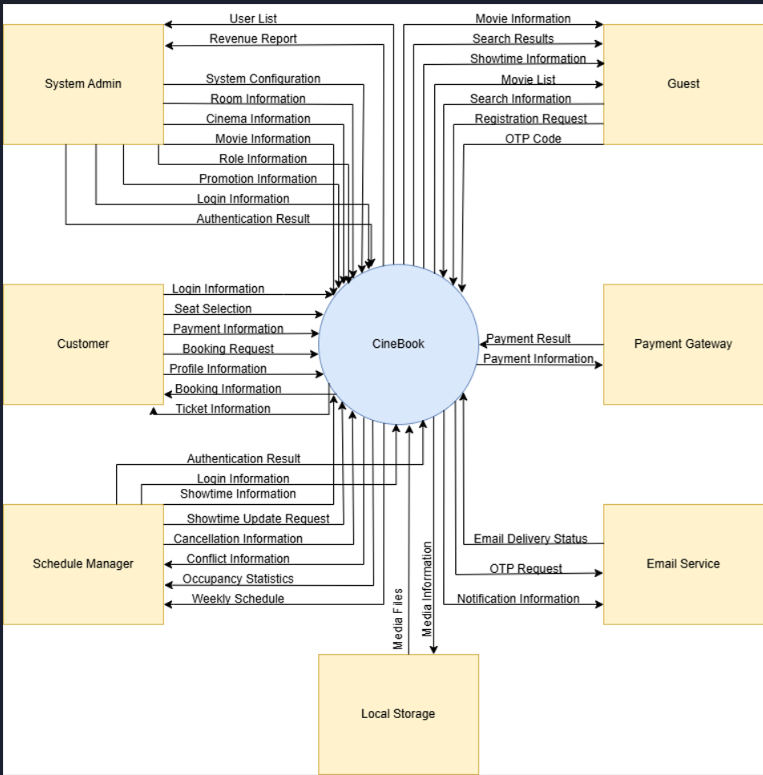 User List
Revenue Report
System Admin
System Configuration
Room Information
Cinema Information
Movie Information
Role Information
Promotion Information
Login Information
Authentication Result
Movie Information
Search Results
Showtime Information
Movie List
Search Information
Registration Request
OTP Code
Guest
Customer
Login Information
Seat Selection
Payment Information
Booking Request
Profile Information
Booking Information
Ticket Information
CineBook
Payment Result
Payment Information
Payment Gateway
Schedule Manager
Authentication Result
Login Information
Showtime Information
Showtime Update Request
Cancellation Information
Conflict Information
Occupancy Statistics
Weekly Schedule
Media Files
Media Information
Email Delivery Status
OTP Request
Notification Information
Email Service
Local Storage